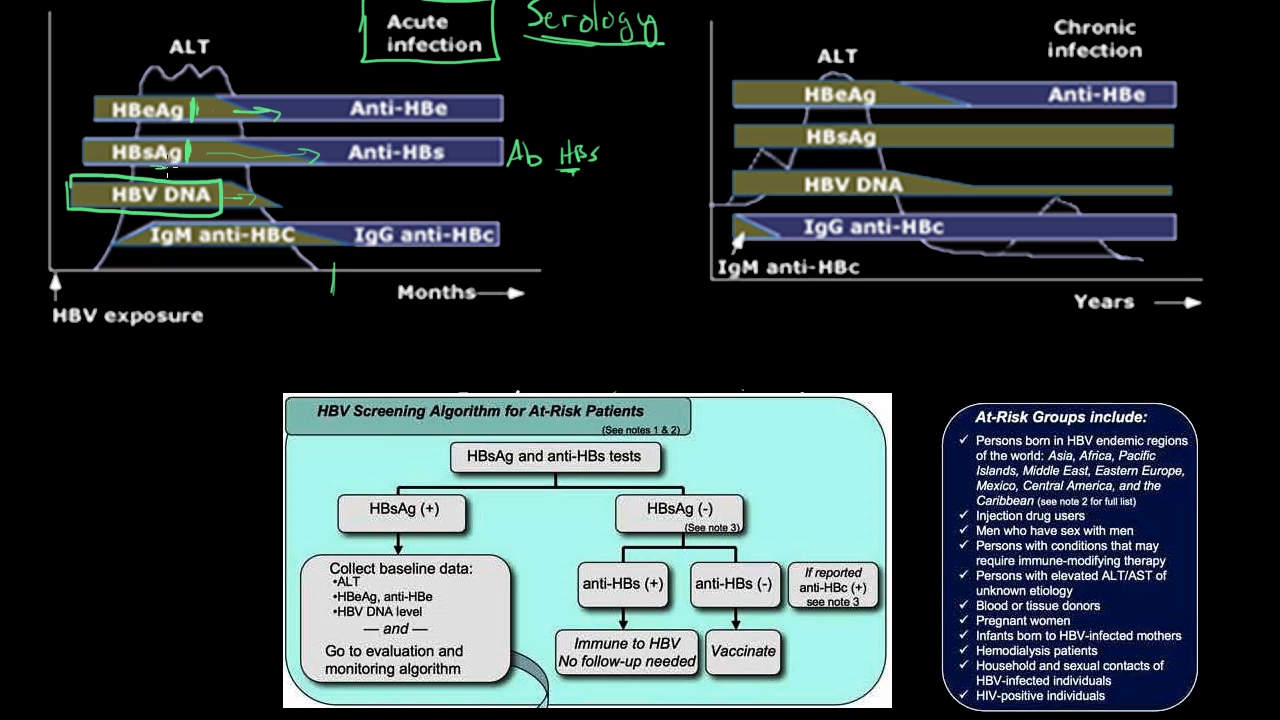 Acute
infection
Serology
ALT
HBeAg
Anti-HBe
HBsAg
Anti-HBs
Ab HBs
HBV DNA
IgM anti-HBC
IgG anti-HBc
Months
HBV exposure
Chronic
infection
ALT
HBeAg
Anti-HBe
HBsAg
HBV DNA
IgG anti-HBc
IgM anti-HBc
Years
HBV Screening Algorithm for At-Risk Patients
(See notes 1 & 2)
HBsAg and anti-HBs tests
HBsAg (+)
HBsAg (-)
(See note 3)
Collect baseline data:
•ALT
•HBeAg, anti-HBe
•HBV DNA level
— and —
Go to evaluation and
monitoring algorithm
anti-HBs (+)
anti-HBs (-)
If reported
anti-HBc (+)
see note 3
Immune to HBV
No follow-up needed
Vaccinate
At-Risk Groups include:
✓ Persons born in HBV endemic regions
of the world: Asia, Africa, Pacific
Islands, Middle East, Eastern Europe,
Mexico, Central America, and the
Caribbean (see note 2 for full list)
✓ Injection drug users
✓ Men who have sex with men
✓ Persons with conditions that may
require immune-modifying therapy
✓ Persons with elevated ALT/AST of
unknown etiology
✓ Blood or tissue donors
✓ Pregnant women
✓ Infants born to HBV-infected mothers
✓ Hemodialysis patients
✓ Household and sexual contacts of
HBV-infected individuals
✓ HIV-positive individuals